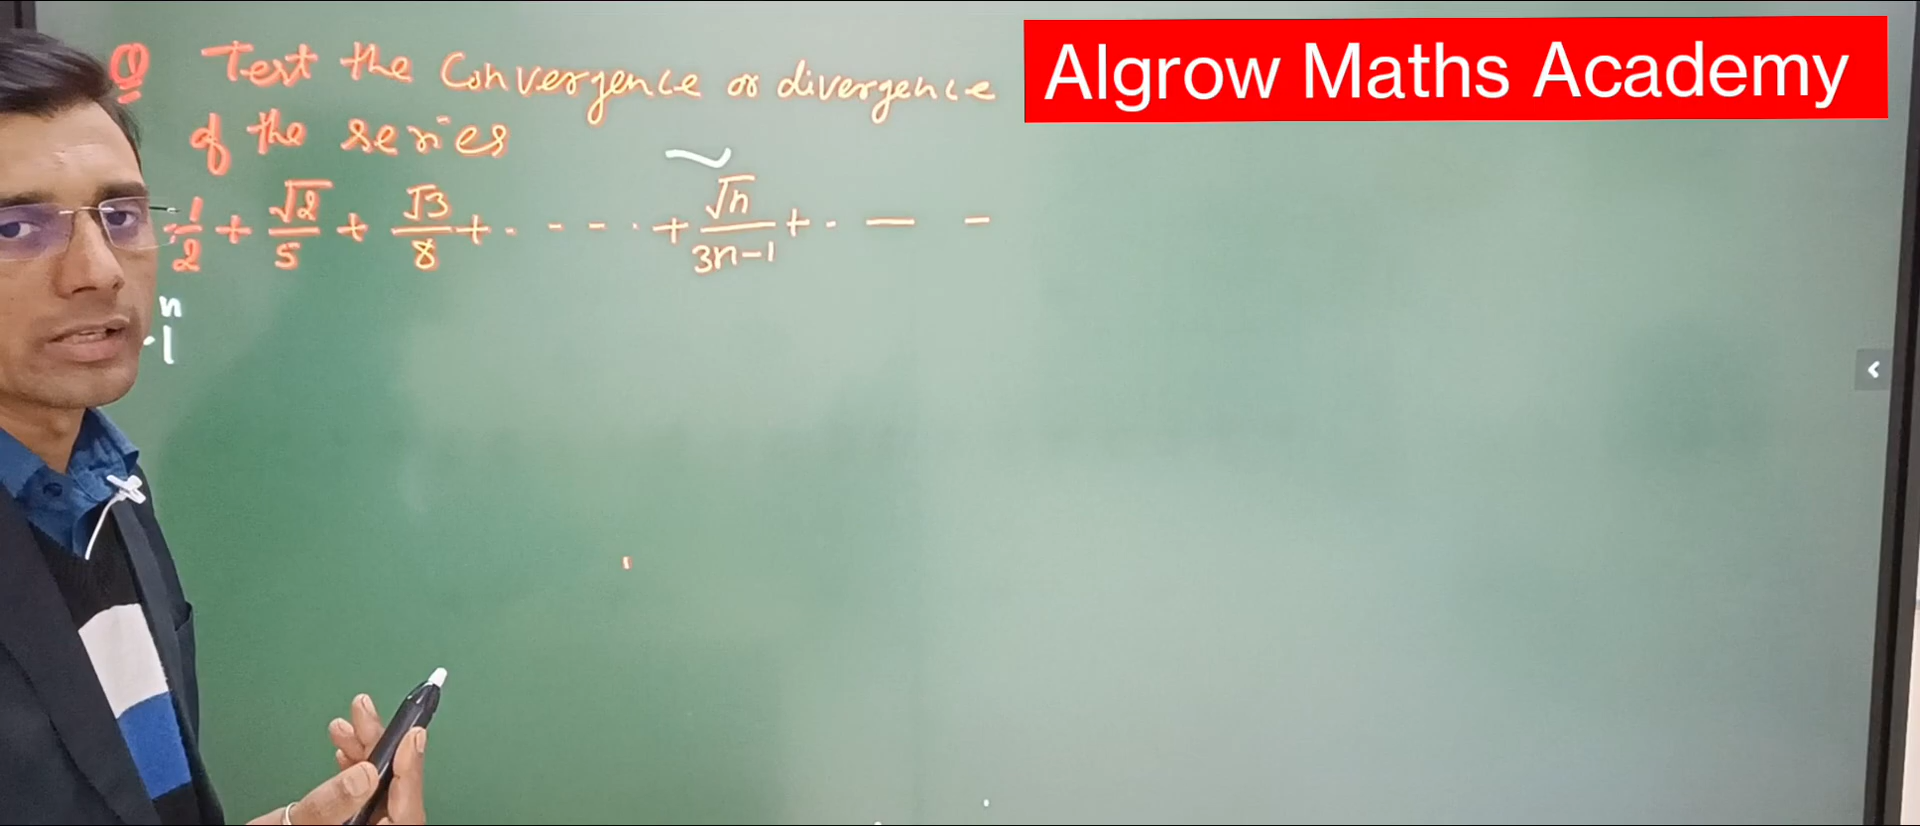 Q Test the Convergence or divergence
of the series
1/2 + √2/5 + √3/8 + . - - - . + √n/3n-1 + . — -
n
-1
Algrow Maths Academy